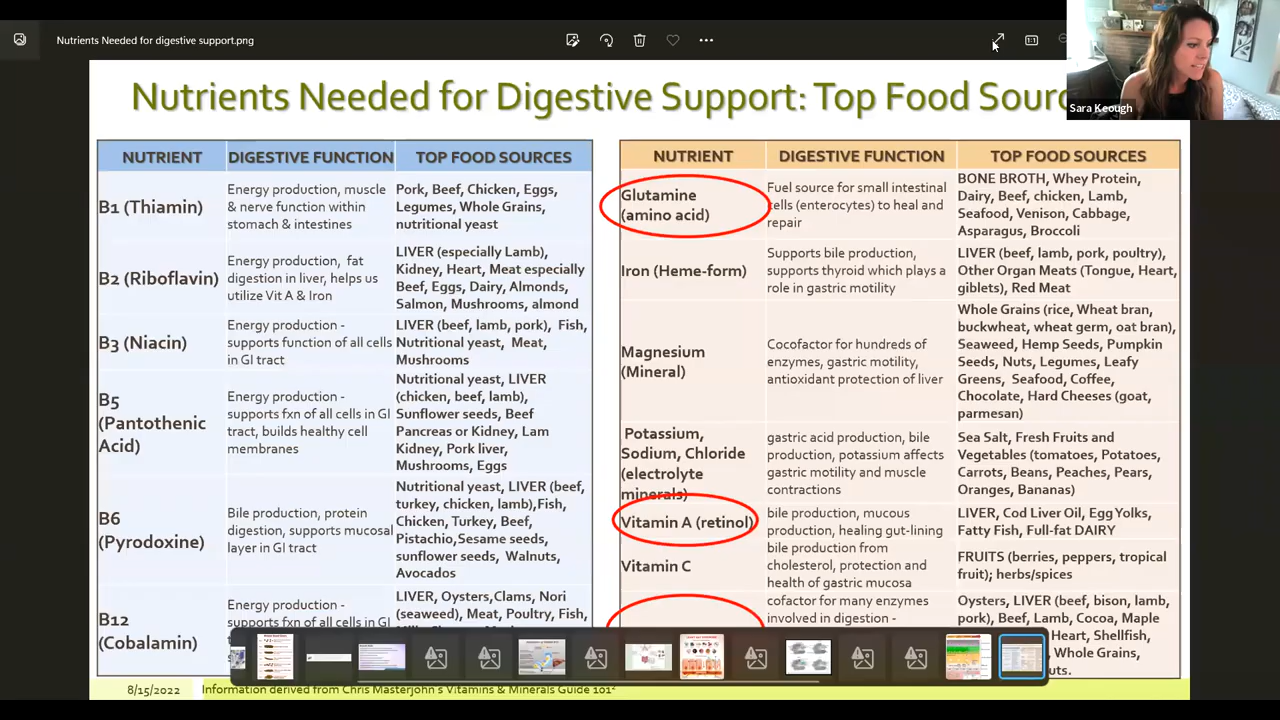 Nutrients Needed for digestive support.png
Sara Keough
Nutrients Needed for Digestive Support: Top Food
NUTRIENT DIGESTIVE FUNCTION TOP FOOD SOURCES
B1 (Thiamin)
Energy production, muscle
& nerve function within
stomach & intestines
Pork, Beef, Chicken, Eggs,
Legumes, Whole Grains,
nutritional yeast
B2 (Riboflavin)
Energy production, fat
digestion in liver, helps us
utilize Vit A & Iron
LIVER (especially Lamb),
Kidney, Heart, Meat especially
Beef, Eggs, Dairy, Almonds,
Salmon, Mushrooms, almond
B3 (Niacin)
Energy production -
supports function of all cells
in GI tract
LIVER (beef, lamb, pork), Fish,
Nutritional yeast, Meat,
Mushrooms
B5
(Pantothenic
Acid)
Energy production -
supports fxn of all cells in GI
tract, builds healthy cell
membranes
Nutritional yeast, LIVER
(chicken, beef, lamb),
Sunflower seeds, Beef
Pancreas or Kidney, Lam
Kidney, Pork liver,
Mushrooms, Eggs
B6
(Pyrodoxine)
Bile production, protein
digestion, supports mucosal
layer in GI tract
Nutritional yeast, LIVER (beef,
turkey, chicken, lamb),Fish,
Chicken, Turkey, Beef,
Pistachio,Sesame seeds,
sunflower seeds, Walnuts,
Avocados
B12
(Cobalamin)
Energy production -
supports fxn of all cells in GI
LIVER, Oysters,Clams, Nori
(seaweed), Meat, Poultry, Fish,
NUTRIENT DIGESTIVE FUNCTION TOP FOOD SOURCES
Glutamine
(amino acid)
Fuel source for small intestinal
cells (enterocytes) to heal and
repair
BONE BROTH, Whey Protein,
Dairy, Beef, chicken, Lamb,
Seafood, Venison, Cabbage,
Asparagus, Broccoli
Iron (Heme-form)
Supports bile production,
supports thyroid which plays a
role in gastric motility
LIVER (beef, lamb, pork, poultry),
Other Organ Meats (Tongue, Heart,
giblets), Red Meat
Magnesium
(Mineral)
Cocofactor for hundreds of
enzymes, gastric motility,
antioxidant protection of liver
Whole Grains (rice, Wheat bran,
buckwheat, wheat germ, oat bran),
Seaweed, Hemp Seeds, Pumpkin
Seeds, Nuts, Legumes, Leafy
Greens, Seafood, Coffee,
Chocolate, Hard Cheeses (goat,
parmesan)
Potassium,
Sodium, Chloride
(electrolyte
minerals)
gastric acid production, bile
production, potassium affects
gastric motility and muscle
contractions
Sea Salt, Fresh Fruits and
Vegetables (tomatoes, Potatoes,
Carrots, Beans, Peaches, Pears,
Oranges, Bananas)
Vitamin A (retinol)
bile production, mucous
production, healing gut-lining
LIVER, Cod Liver Oil, Egg Yolks,
Fatty Fish, Full-fat DAIRY
Vitamin C
bile production from
cholesterol, protection and
health of gastric mucosa
FRUITS (berries, peppers, tropical
fruit); herbs/spices
cofactor for many enzymes
involved in digestion -
Oysters, LIVER (beef, bison, lamb,
pork), Beef, Lamb, Cocoa, Maple
Heart, Shellfish,
Whole Grains,
8/15/2022
Information derived from Chris Masterjohn's Vitamins & Minerals Guide 101